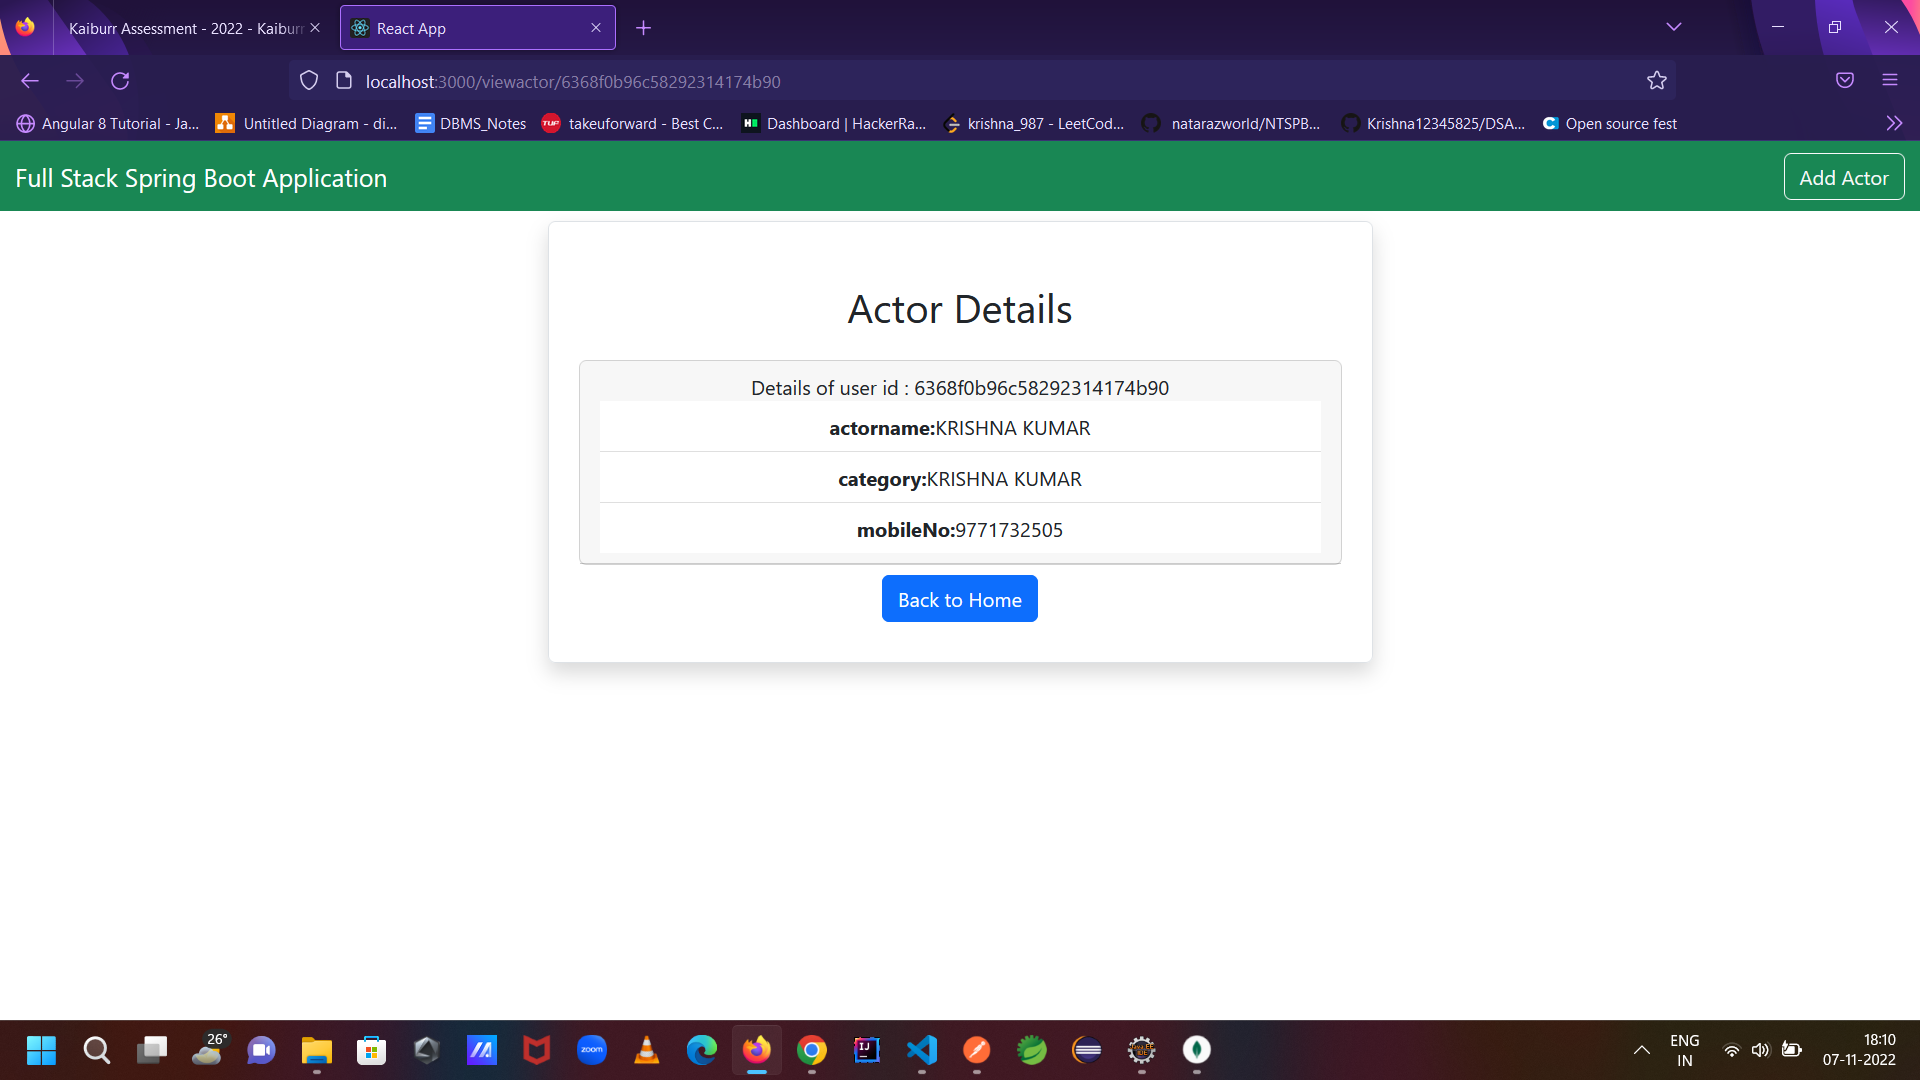 Kaiburr Assessment - 2022 - Kaiburr
React App
localhost:3000/viewactor/6368f0b96c58292314174b90
Angular 8 Tutorial - Ja...
Untitled Diagram - di...
DBMS_Notes
TUF
takeuforward - Best C...
Dashboard | HackerRa...
krishna_987 - LeetCod...
natarazworld/NTSPB...
Krishna12345825/DSA...
Open source fest
Full Stack Spring Boot Application
Add Actor
Actor Details
Details of user id : 6368f0b96c58292314174b90
actorname:KRISHNA KUMAR
category:KRISHNA KUMAR
mobileNo:9771732505
Back to Home
26°
zoom
IJ
ENG
IN
18:10
07-11-2022